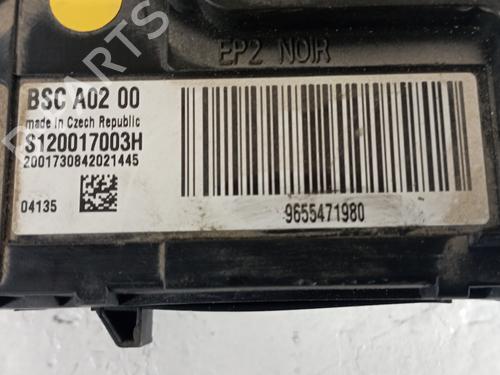 EP2 NOIR
BSC A02 00
made in Czech Republic
S120017003H
2001730842021445
04135
9655471980